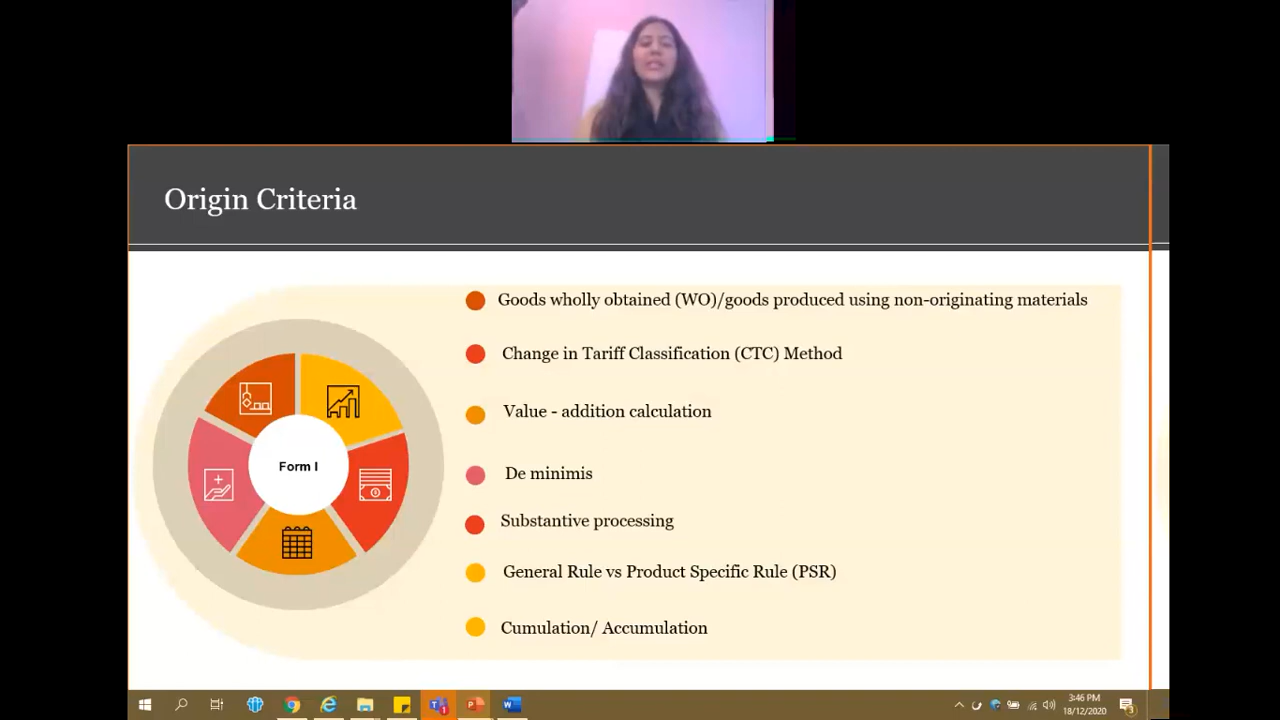 Origin Criteria
Goods wholly obtained (WO)/goods produced using non-originating materials
Change in Tariff Classification (CTC) Method
Value - addition calculation
De minimis
Substantive processing
General Rule vs Product Specific Rule (PSR)
Cumulation/ Accumulation
Form I
3:46 PM
18/12/2020